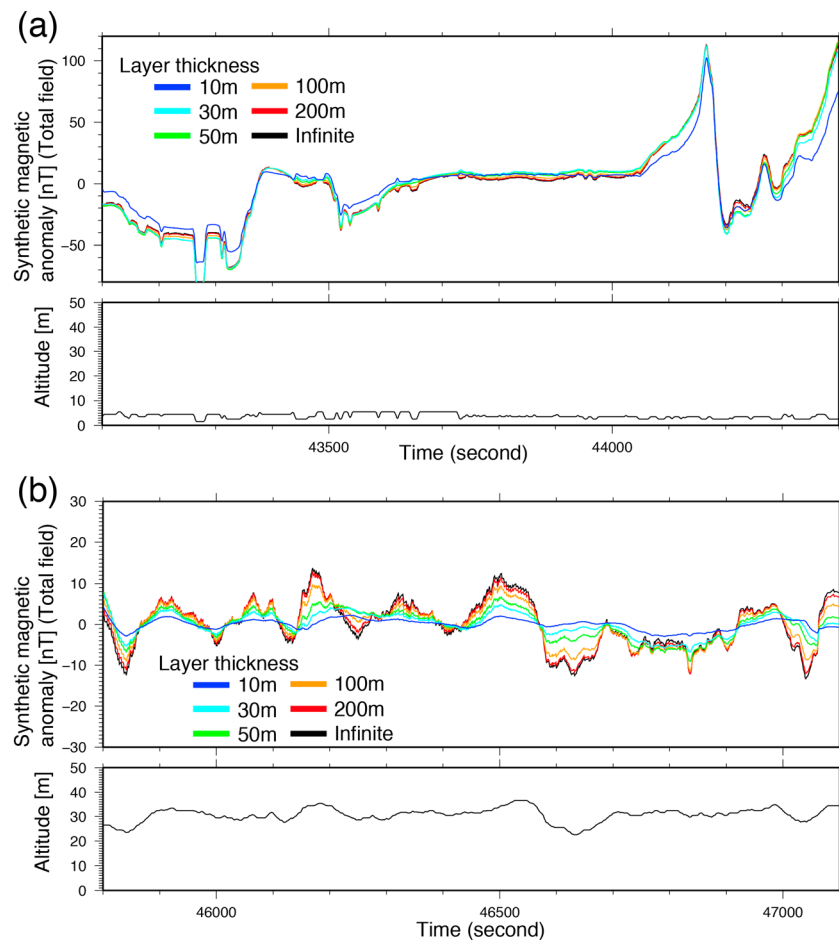 (a)
Synthetic magnetic
anomaly [nT] (Total field)
100
50
0
−50
Layer thickness
10m
100m
30m
200m
50m
Infinite
Altitude [m]
50
40
30
20
10
0
43500
44000
Time (second)
(b)
Synthetic magnetic
anomaly [nT] (Total field)
30
20
10
0
−10
−20
−30
Layer thickness
10m
100m
30m
200m
50m
Infinite
Altitude [m]
50
40
30
20
10
0
46000
46500
47000
Time (second)